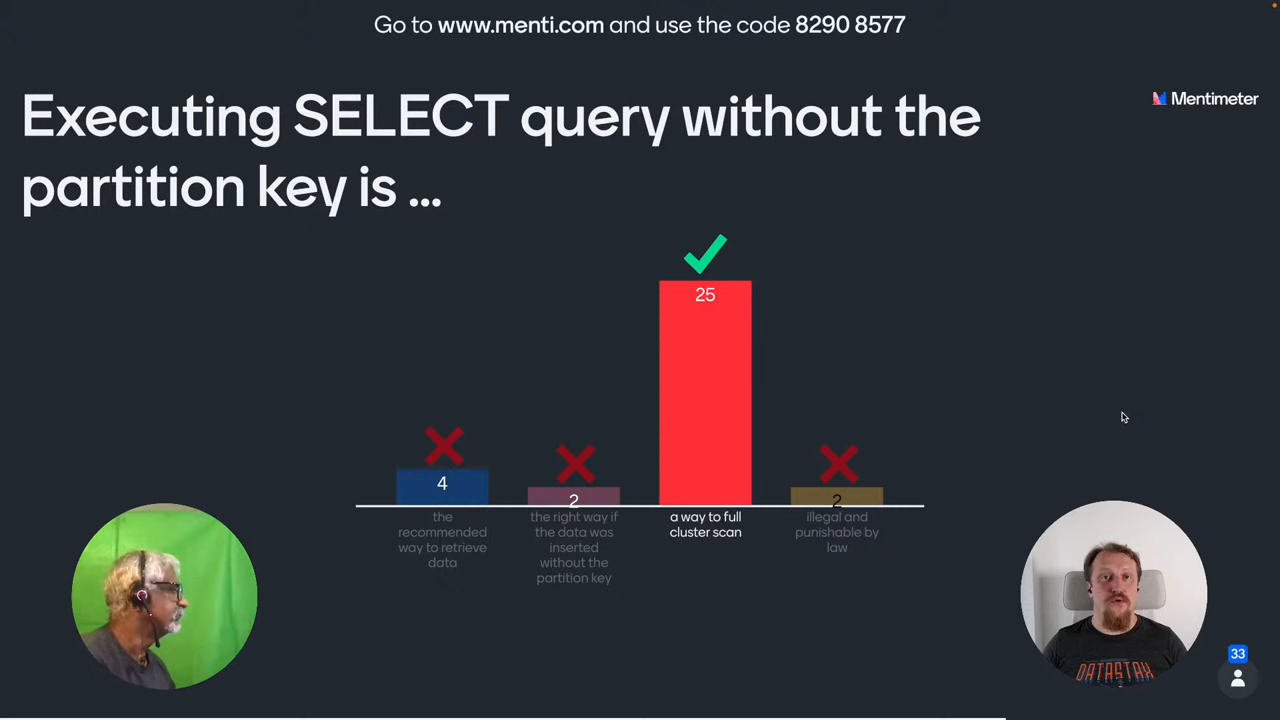 Go to www.menti.com and use the code 8290 8577
Mentimeter
Executing SELECT query without the
partition key is ...
25
4
2
2
the
recommended
way to retrieve
data
the right way if
the data was
inserted
without the
partition key
a way to full
cluster scan
illegal and
punishable by
law
DATASTAX
33